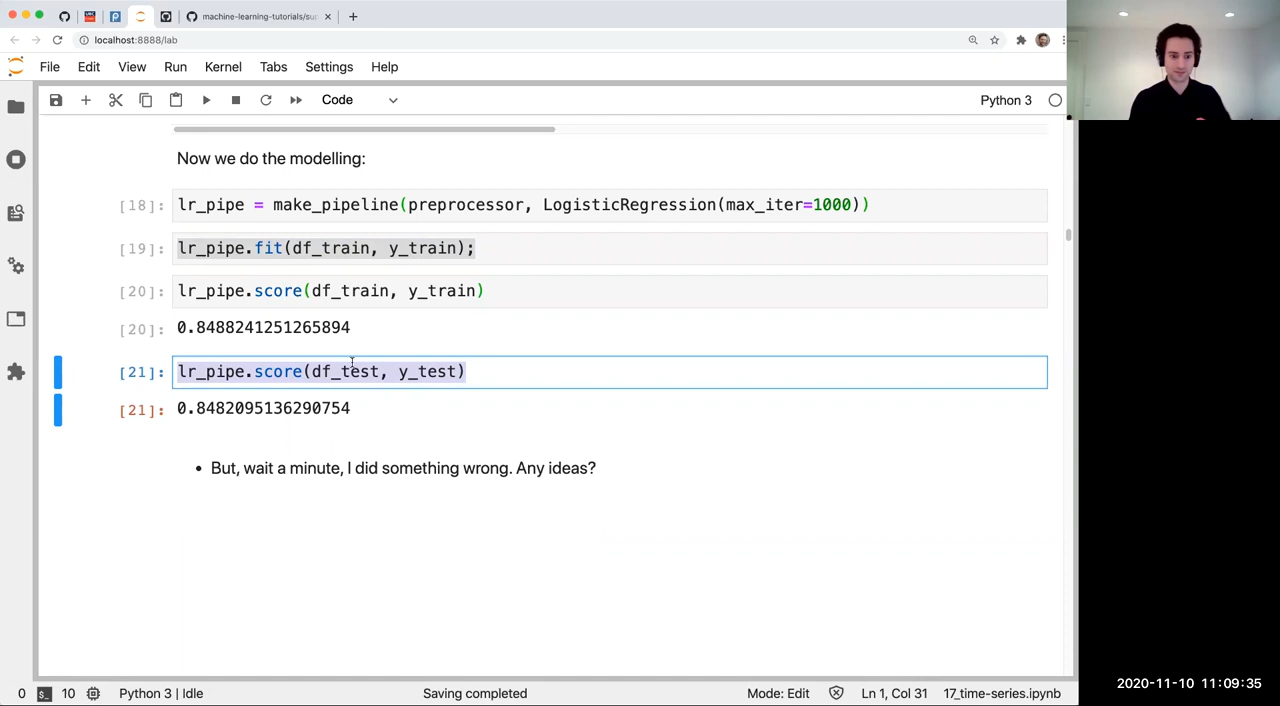 machine-learning-tutorials/sup
localhost:8888/lab
File Edit View Run Kernel Tabs Settings Help
Code Python 3
Now we do the modelling:
[18]: lr_pipe = make_pipeline(preprocessor, LogisticRegression(max_iter=1000))
[19]: lr_pipe.fit(df_train, y_train);
[20]: lr_pipe.score(df_train, y_train)
[20]: 0.8488241251265894
[21]: lr_pipe.score(df_test, y_test)
[21]: 0.8482095136290754
• But, wait a minute, I did something wrong. Any ideas?
0 $_ 10 Python 3 | Idle Saving completed Mode: Edit Ln 1, Col 31 17_time-series.ipynb
2020-11-10 11:09:35